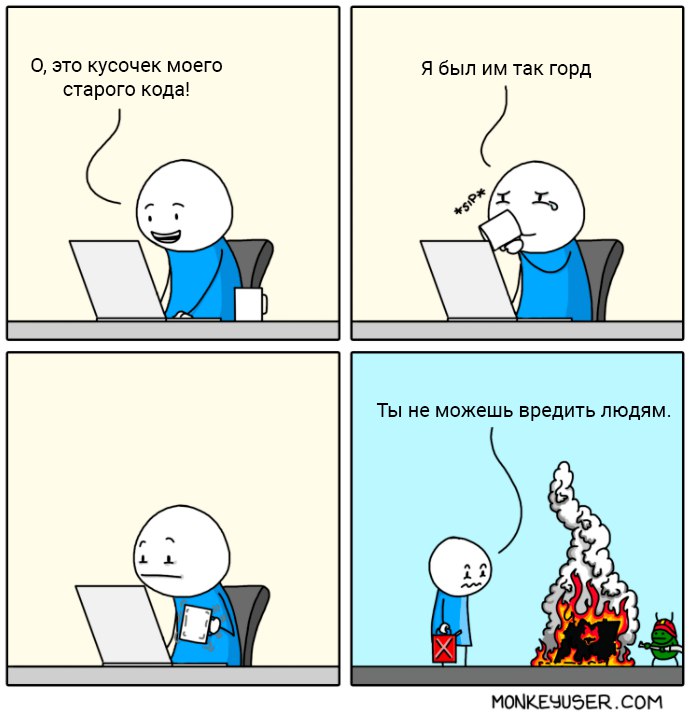 О, это кусочек моего
старого кода!
Я был им так горд
*SIP*
Ты не можешь вредить людям.
MONKEYUSER.COM